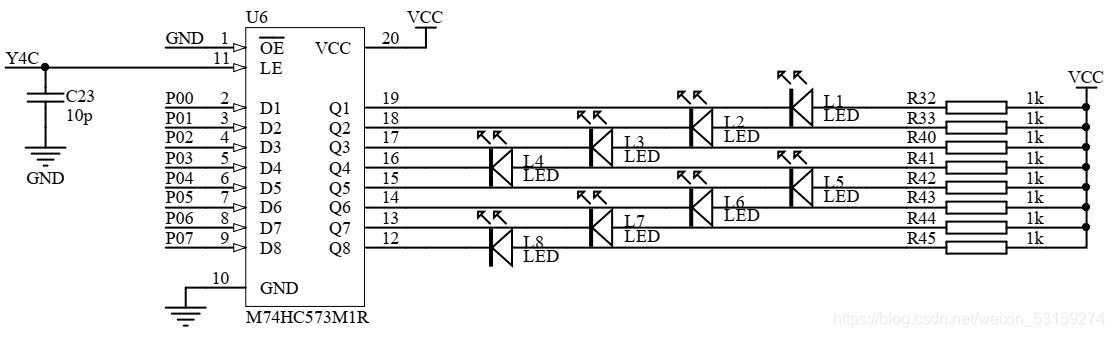 U6
VCC
GND 1 OE VCC 20
Y4C 11 LE
VCC
C23
10p
P00 2 D1 Q1 19 L1 R32 1k
LED
P01 3 D2 Q2 18 L2 R33 1k
LED
P02 4 D3 Q3 17 L3 R40 1k
LED
P03 5 D4 Q4 16 L4 R41 1k
LED
GND
P04 6 D5 Q5 15 L5 R42 1k
LED
P05 7 D6 Q6 14 L6 R43 1k
LED
P06 8 D7 Q7 13 L7 R44 1k
LED
P07 9 D8 Q8 12 L8 R45 1k
LED
10 GND
M74HC573M1R
https://blog.csdn.net/weixin_53159274